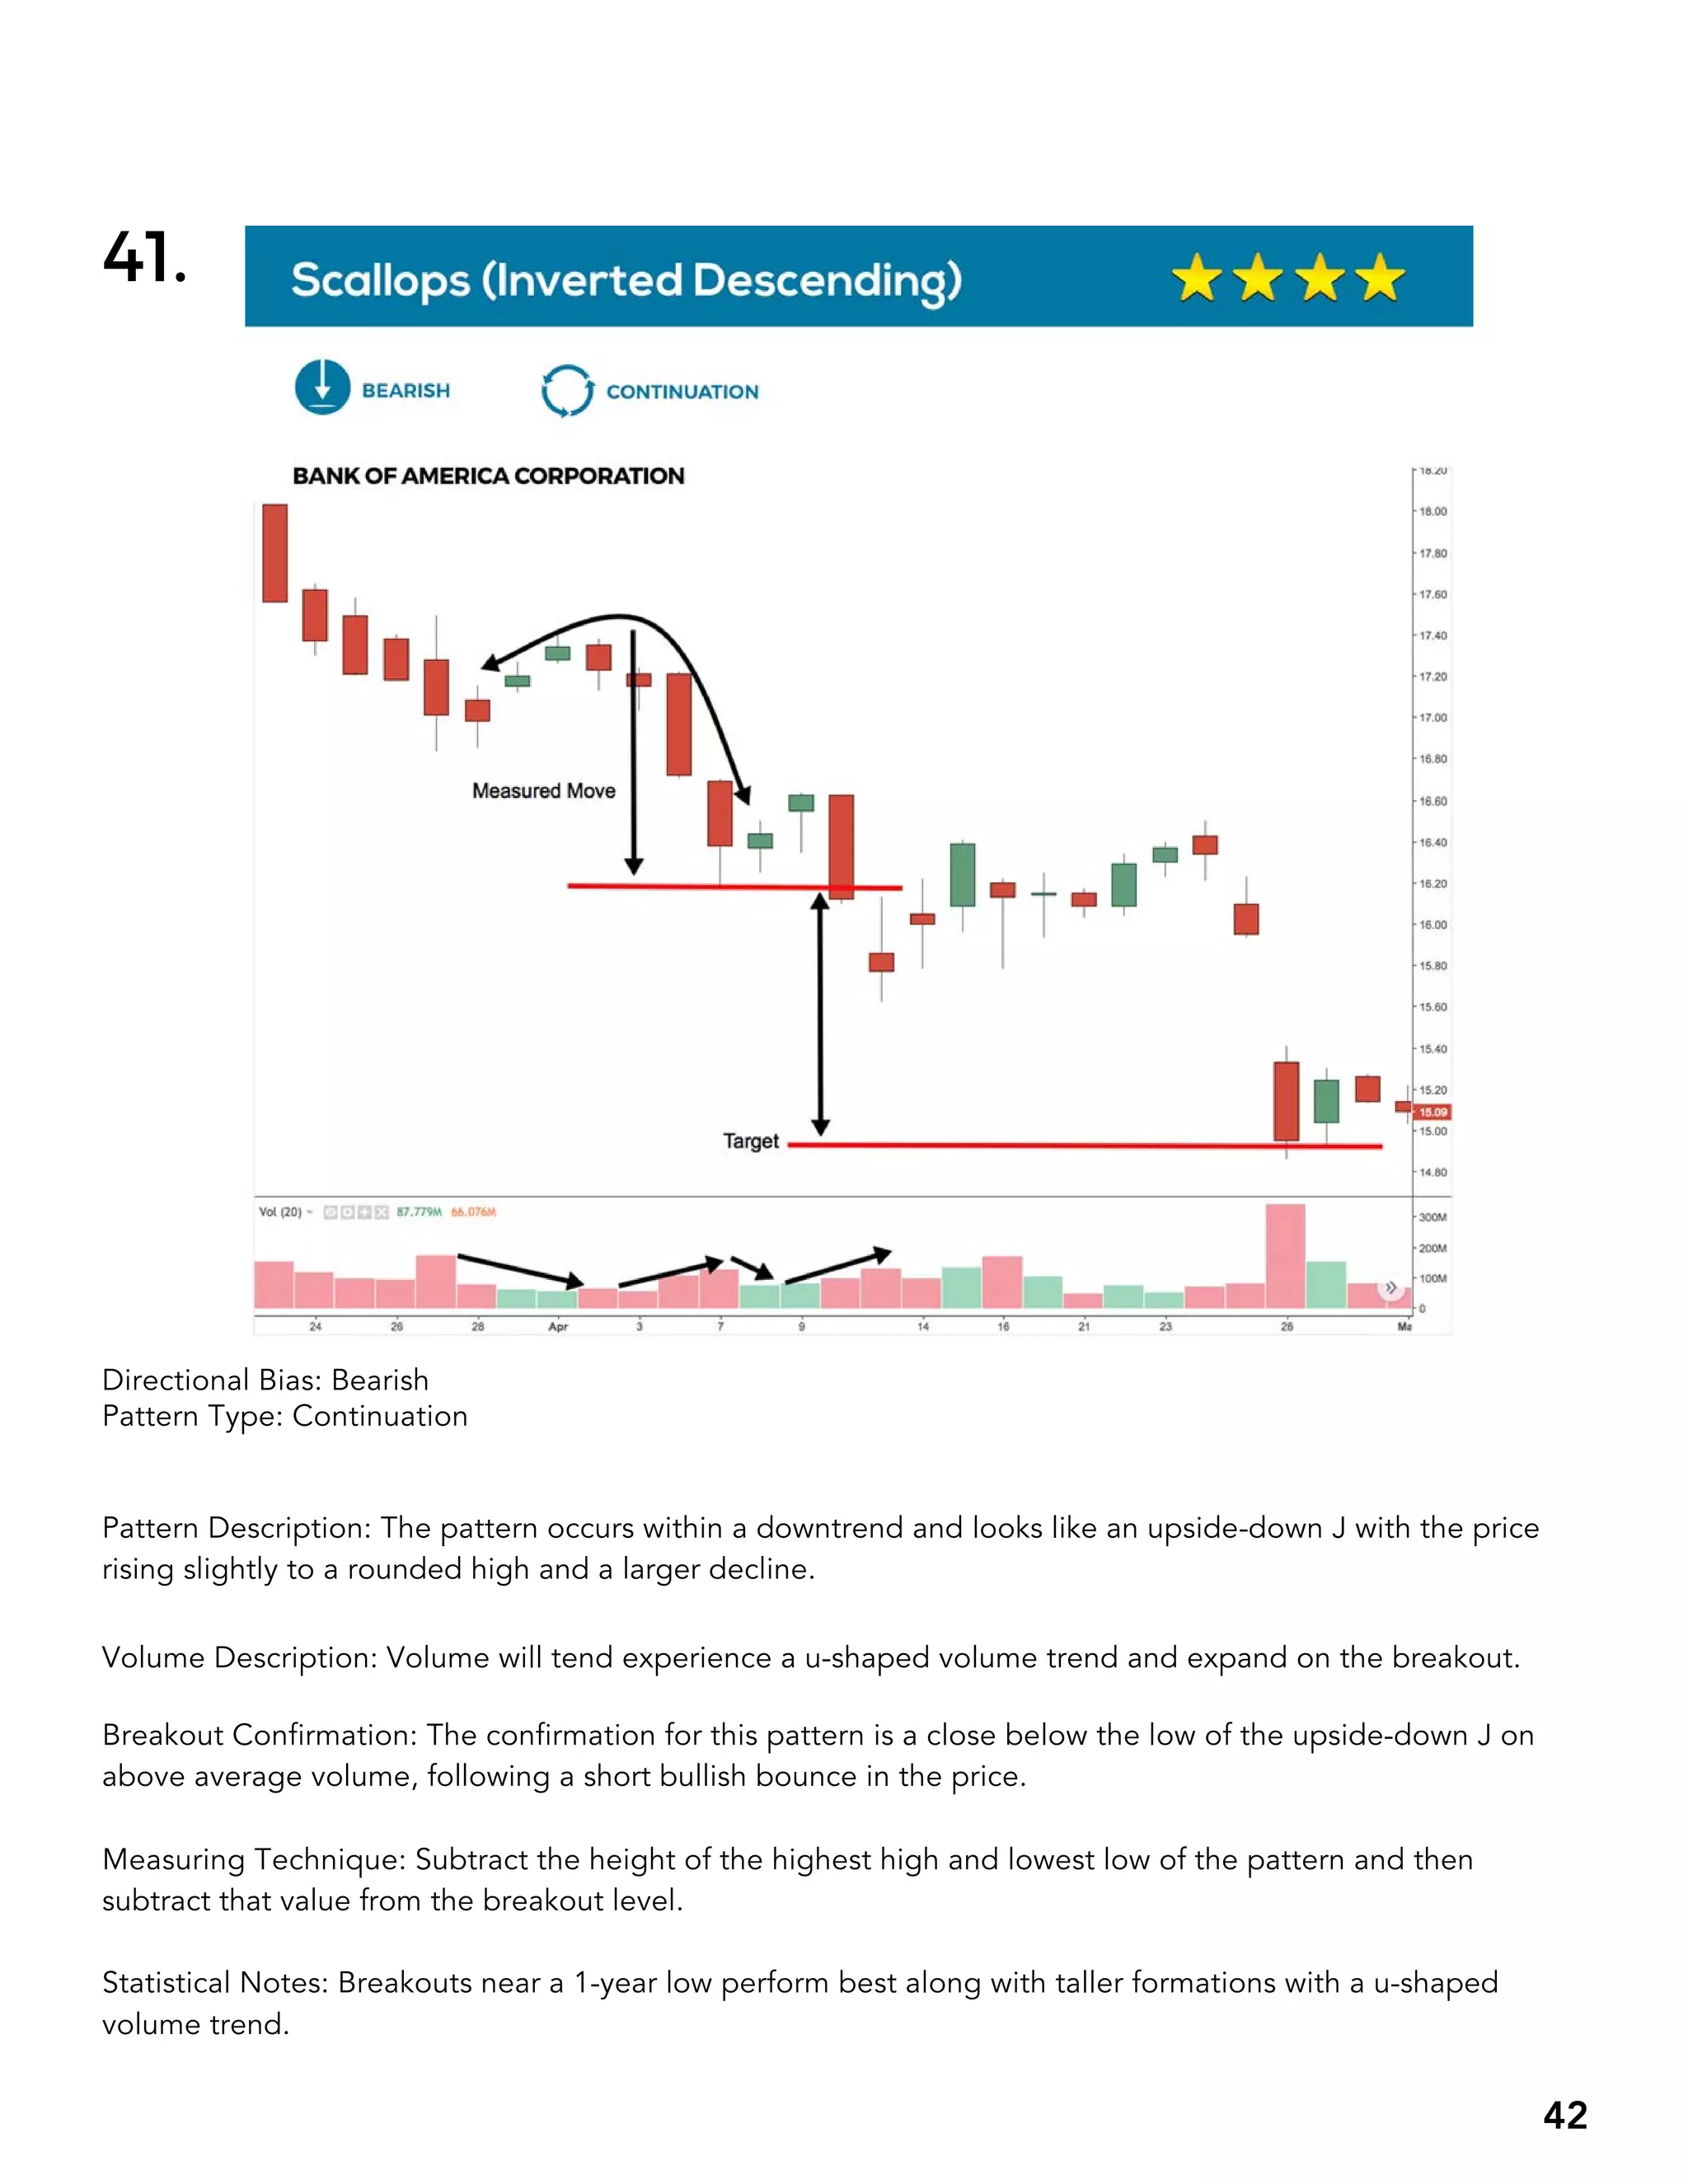 41.
Scallops (Inverted Descending)
BEARISH
CONTINUATION
BANK OF AMERICA CORPORATION
18.20
18.00
17.80
17.60
17.40
17.20
17.00
16.80
Measured Move
16.60
16.40
16.20
16.00
15.80
15.60
15.40
15.20
15.09
15.00
Target
14.80
Vol (20)
87.779M
66.076M
300M
200M
100M
0
24 26 28 Apr 3 7 9 14 16 21 23 28 Ma
Directional Bias: Bearish
Pattern Type: Continuation
Pattern Description: The pattern occurs within a downtrend and looks like an upside-down J with the price
rising slightly to a rounded high and a larger decline.
Volume Description: Volume will tend experience a u-shaped volume trend and expand on the breakout.
Breakout Confirmation: The confirmation for this pattern is a close below the low of the upside-down J on
above average volume, following a short bullish bounce in the price.
Measuring Technique: Subtract the height of the highest high and lowest low of the pattern and then
subtract that value from the breakout level.
Statistical Notes: Breakouts near a 1-year low perform best along with taller formations with a u-shaped
volume trend.
42